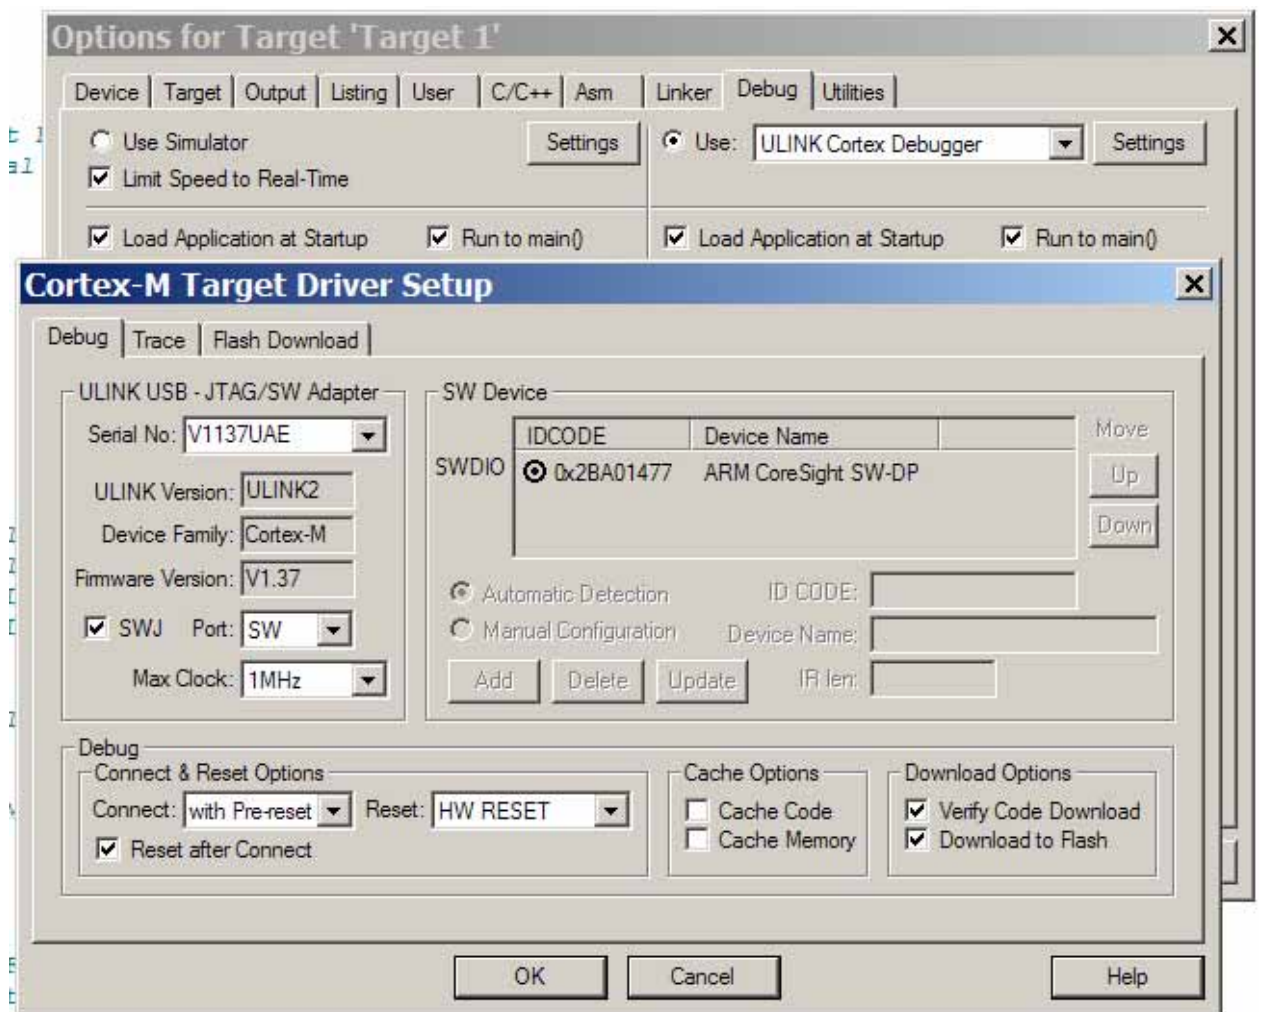 Options for Target 'Target 1'
Device Target Output Listing User C/C++ Asm Linker Debug Utilities
Use Simulator Settings Use: ULINK Cortex Debugger Settings
Limit Speed to Real-Time
Load Application at Startup Run to main() Load Application at Startup Run to main()
Cortex-M Target Driver Setup
Debug Trace Flash Download
ULINK USB - JTAG/SW Adapter
Serial No: V1137UAE
ULINK Version: ULINK2
Device Family: Cortex-M
Firmware Version: V1.37
SWJ Port: SW
Max Clock: 1MHz
SW Device
IDCODE Device Name Move
SWDIO 0x2BA01477 ARM CoreSight SW-DP Up
Down
Automatic Detection ID CODE:
Manual Configuration Device Name:
Add Delete Update IR len:
Debug
Connect & Reset Options
Connect: with Pre-reset Reset: HW RESET
Reset after Connect
Cache Options
Cache Code
Cache Memory
Download Options
Verify Code Download
Download to Flash
OK Cancel Help